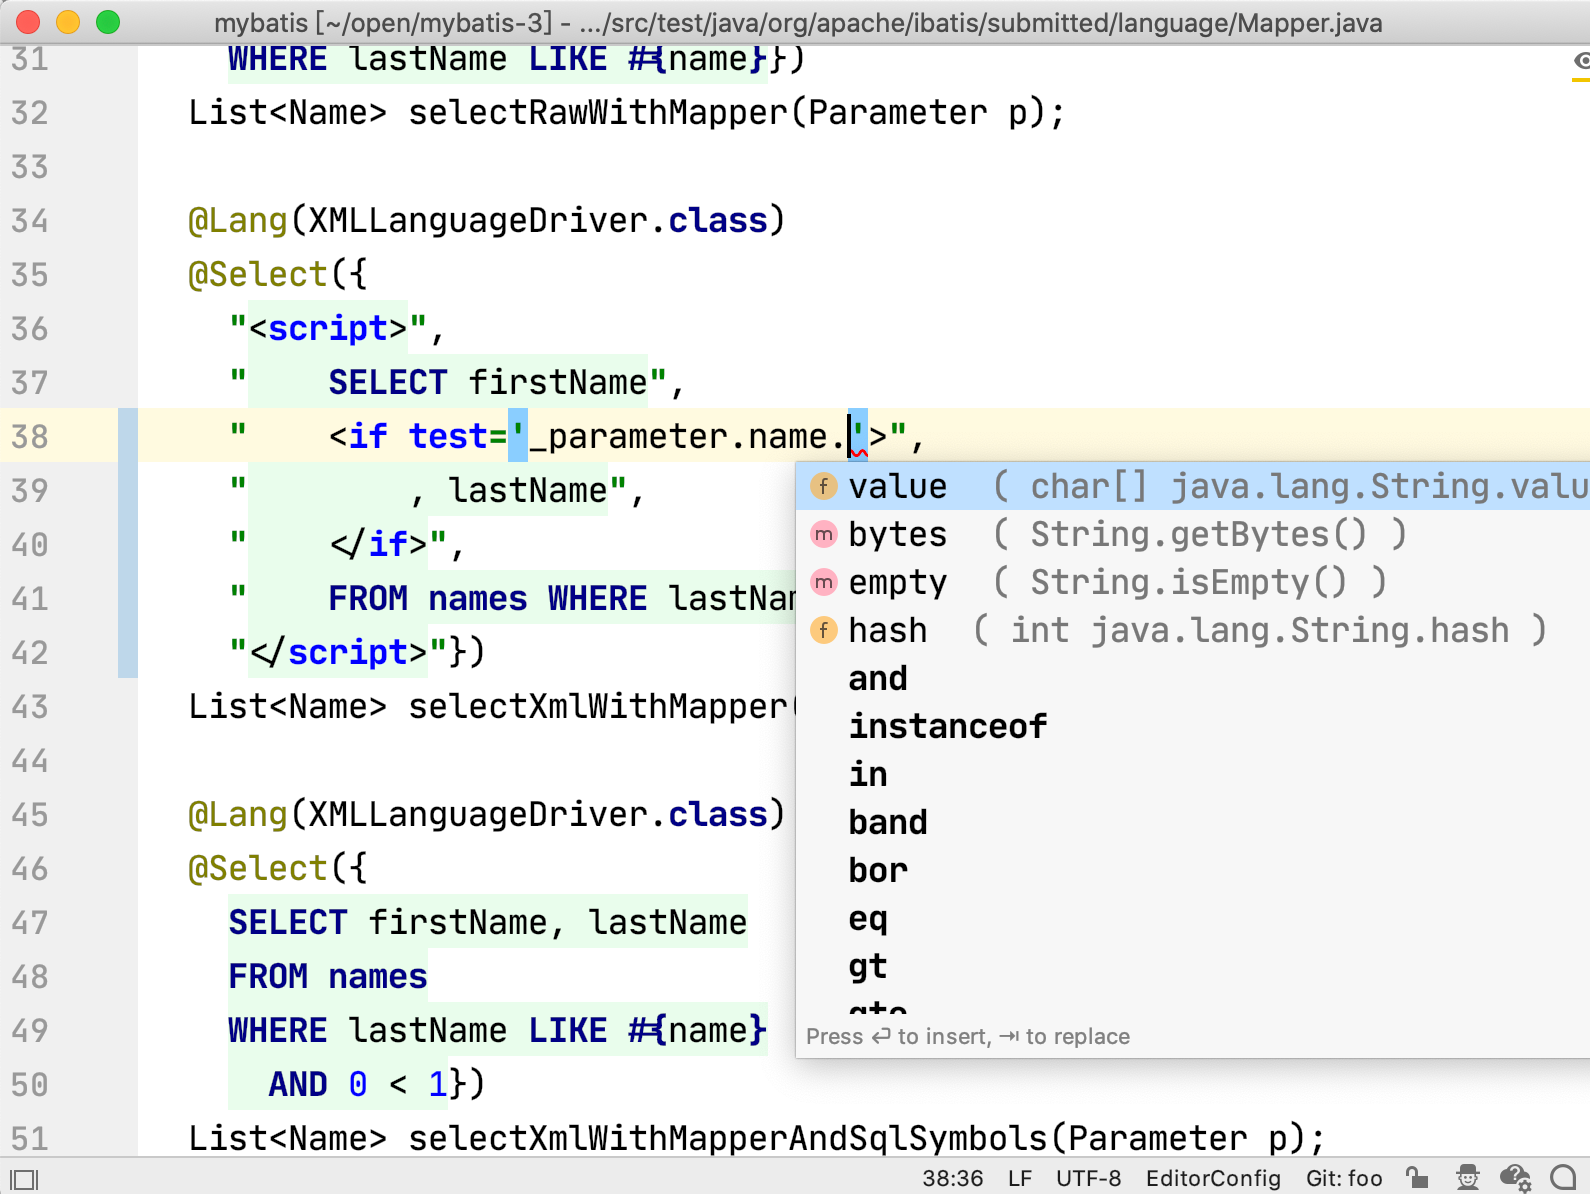 mybatis [~/open/mybatis-3] - .../src/test/java/org/apache/ibatis/submitted/language/Mapper.java
31 WHERE lastName LIKE #{name}})
32 List<Name> selectRawWithMapper(Parameter p);
33
34 @Lang(XMLLanguageDriver.class)
35 @Select({
36 "<script>",
37 "    SELECT firstName",
38 "    <if test='_parameter.name.'>",
39 "        , lastName",
40 "    </if>",
41 "    FROM names WHERE lastNam
42 "</script>"})
43 List<Name> selectXmlWithMapper(
44
45 @Lang(XMLLanguageDriver.class)
46 @Select({
47 SELECT firstName, lastName
48 FROM names
49 WHERE lastName LIKE #{name}
50 AND 0 < 1})
51 List<Name> selectXmlWithMapperAndSqlSymbols(Parameter p);
f value ( char[] java.lang.String.valu
m bytes ( String.getBytes() )
m empty ( String.isEmpty() )
f hash ( int java.lang.String.hash )
and
instanceof
in
band
bor
eq
gt
gte
Press ⏎ to insert, ⇥ to replace
38:36 LF UTF-8 EditorConfig Git: foo